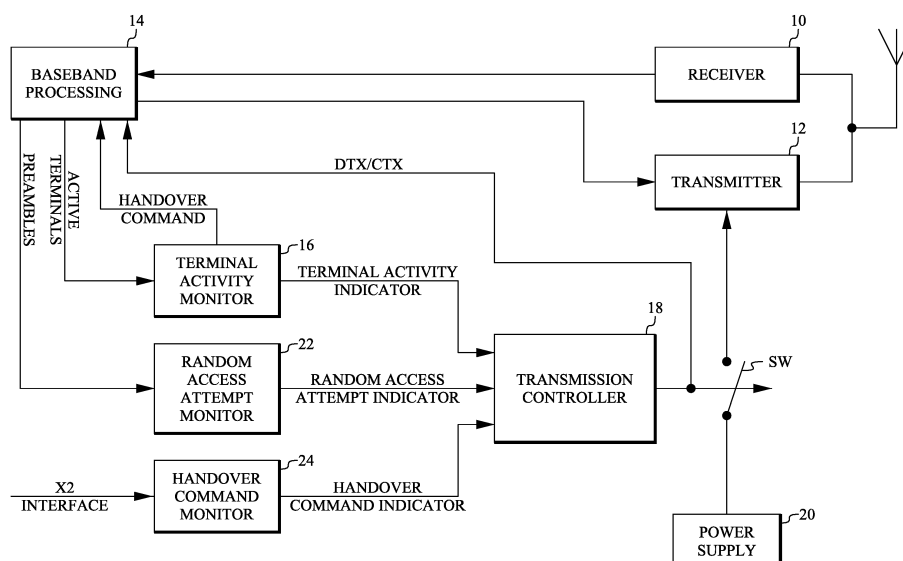 14
BASEBAND
PROCESSING
10
RECEIVER
12
TRANSMITTER
PREAMBLES
ACTIVE
TERMINALS
HANDOVER
COMMAND
DTX/CTX
16
TERMINAL
ACTIVITY
MONITOR
TERMINAL ACTIVITY
INDICATOR
18
TRANSMISSION
CONTROLLER
SW
22
RANDOM
ACCESS
ATTEMPT
MONITOR
RANDOM ACCESS
ATTEMPT INDICATOR
24
HANDOVER
COMMAND
MONITOR
X2
INTERFACE
HANDOVER
COMMAND INDICATOR
20
POWER
SUPPLY